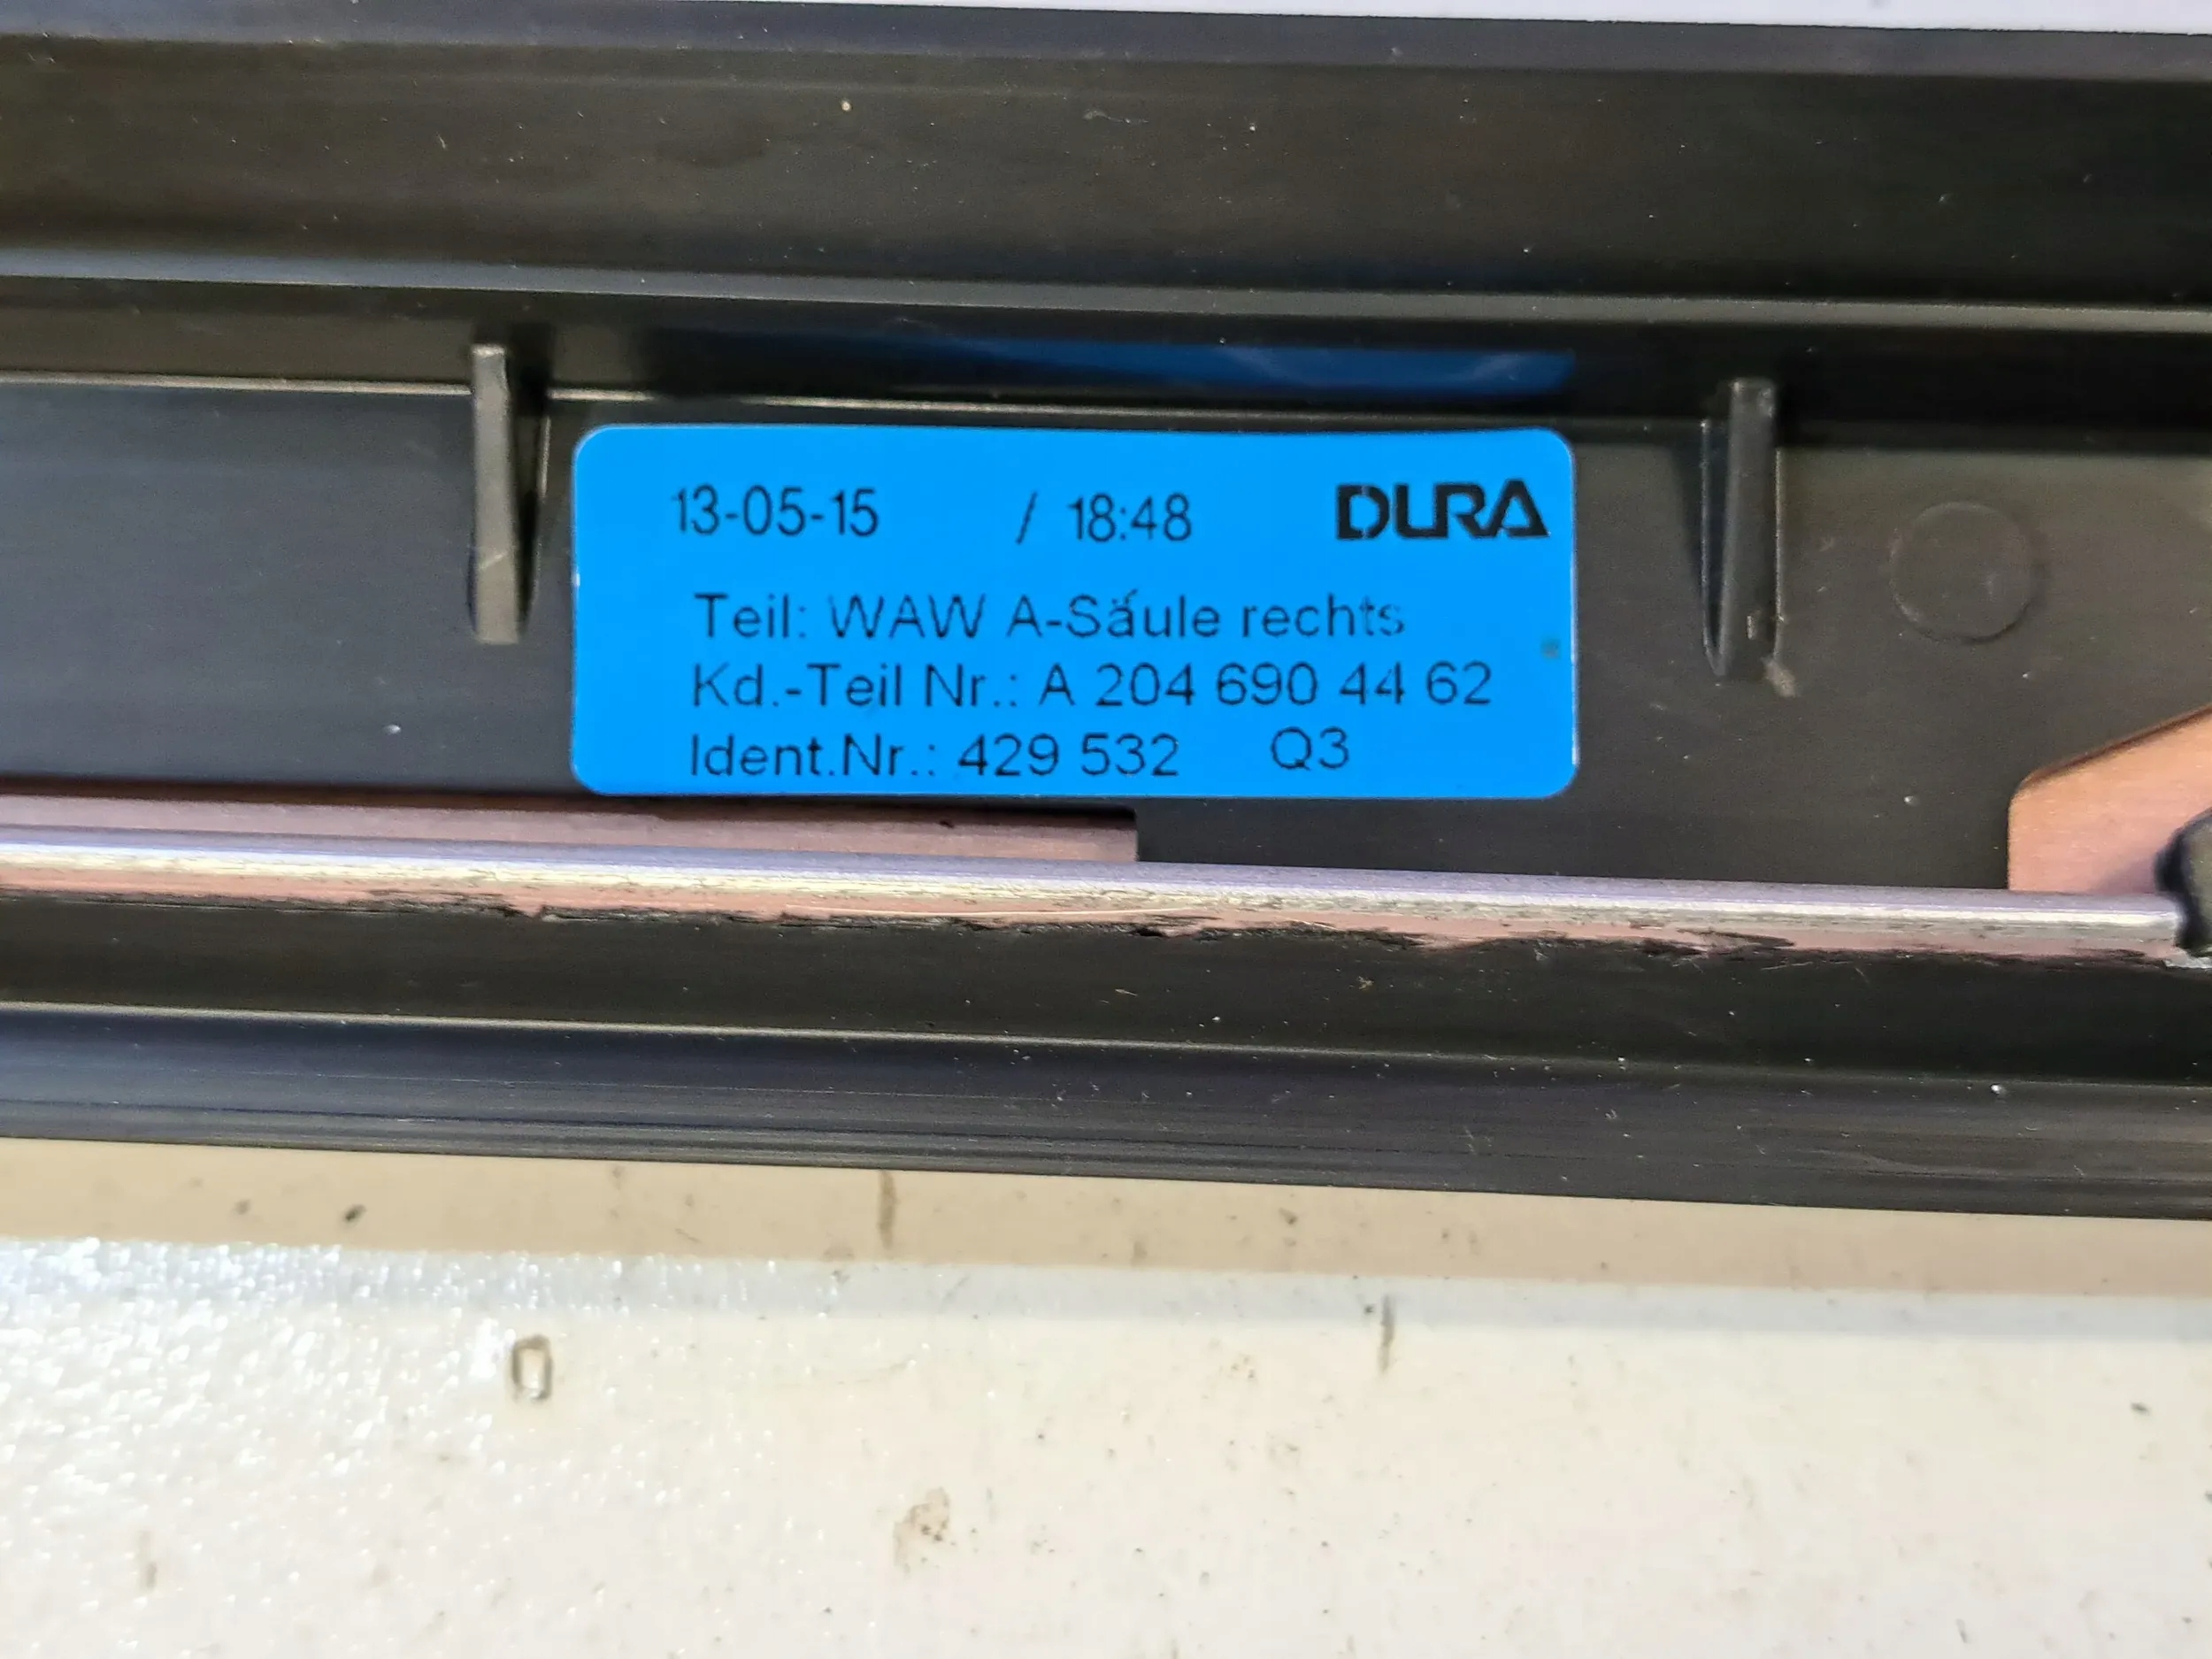 13-05-15 / 18:48 DURA
Teil: WAW A-Säule rechts
Kd.-Teil Nr.: A 204 690 44 62
Ident.Nr.: 429 532 Q3